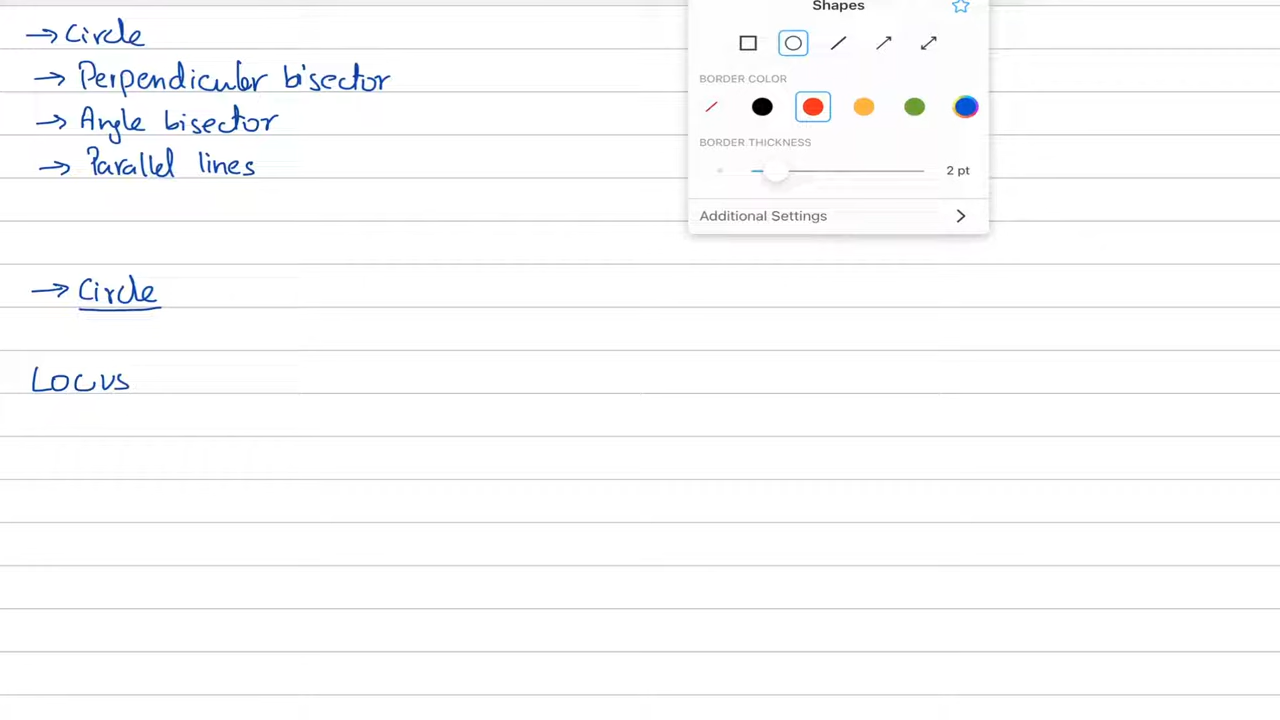 Shapes
→ Circle
→ Perpendicular bisector
→ Angle bisector
→ Parallel lines
BORDER COLOR
BORDER THICKNESS
2 pt
Additional Settings
→ Circle
Locus